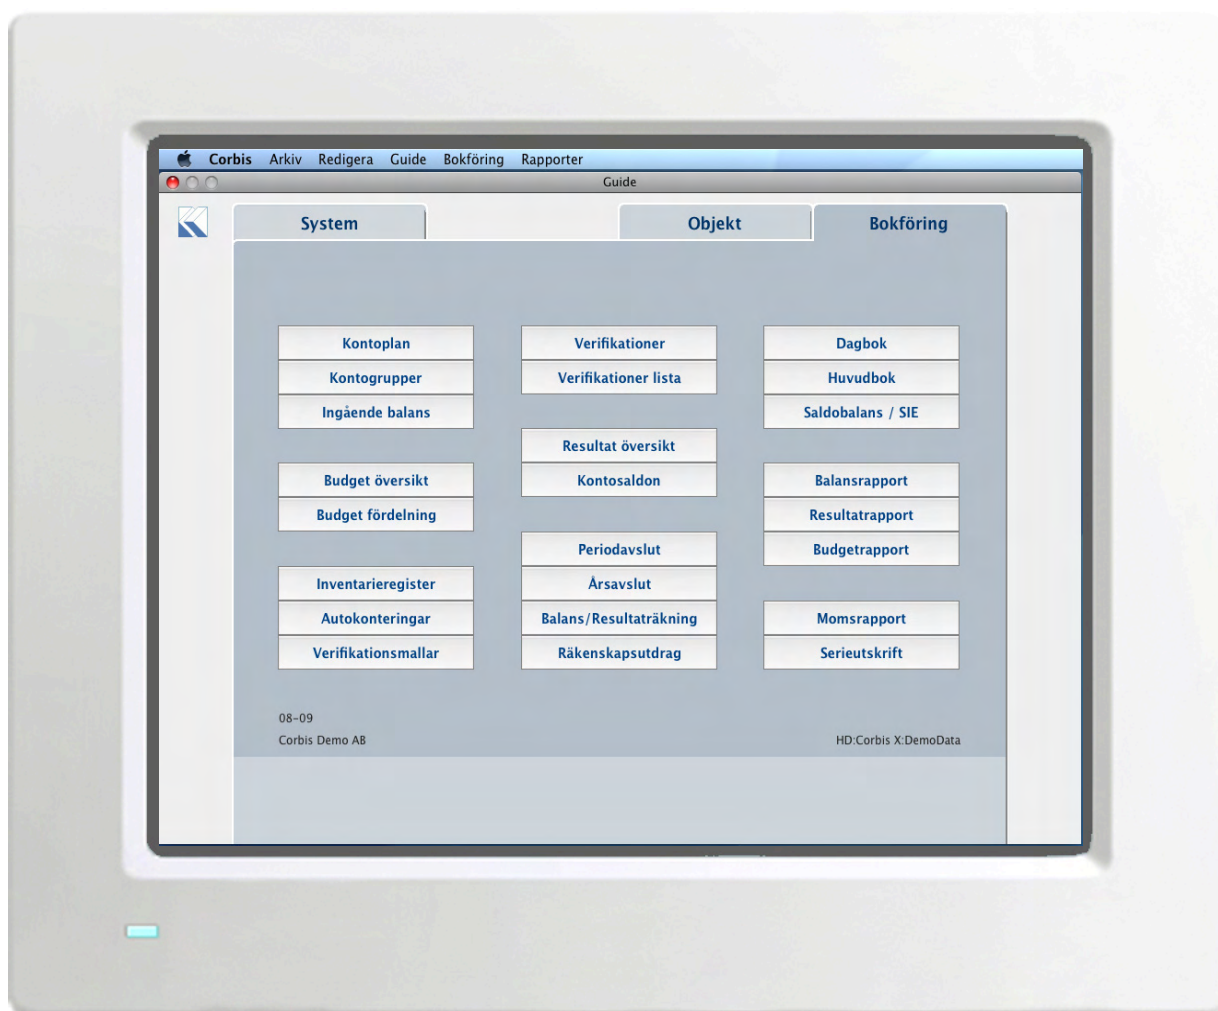 Corbis Arkiv Redigera Guide Bokföring Rapporter
Guide
System
Objekt
Bokföring
Kontoplan
Kontogrupper
Ingående balans
Budget översikt
Budget fördelning
Inventarieregister
Autokonteringar
Verifikationsmallar
Verifikationer
Verifikationer lista
Resultat översikt
Kontosaldon
Periodavslut
Årsavslut
Balans/Resultaträkning
Räkenskapsutdrag
Dagbok
Huvudbok
Saldobalans / SIE
Balansrapport
Resultatrapport
Budgetrapport
Momsrapport
Serieutskrift
08-09
Corbis Demo AB
HD:Corbis X:DemoData